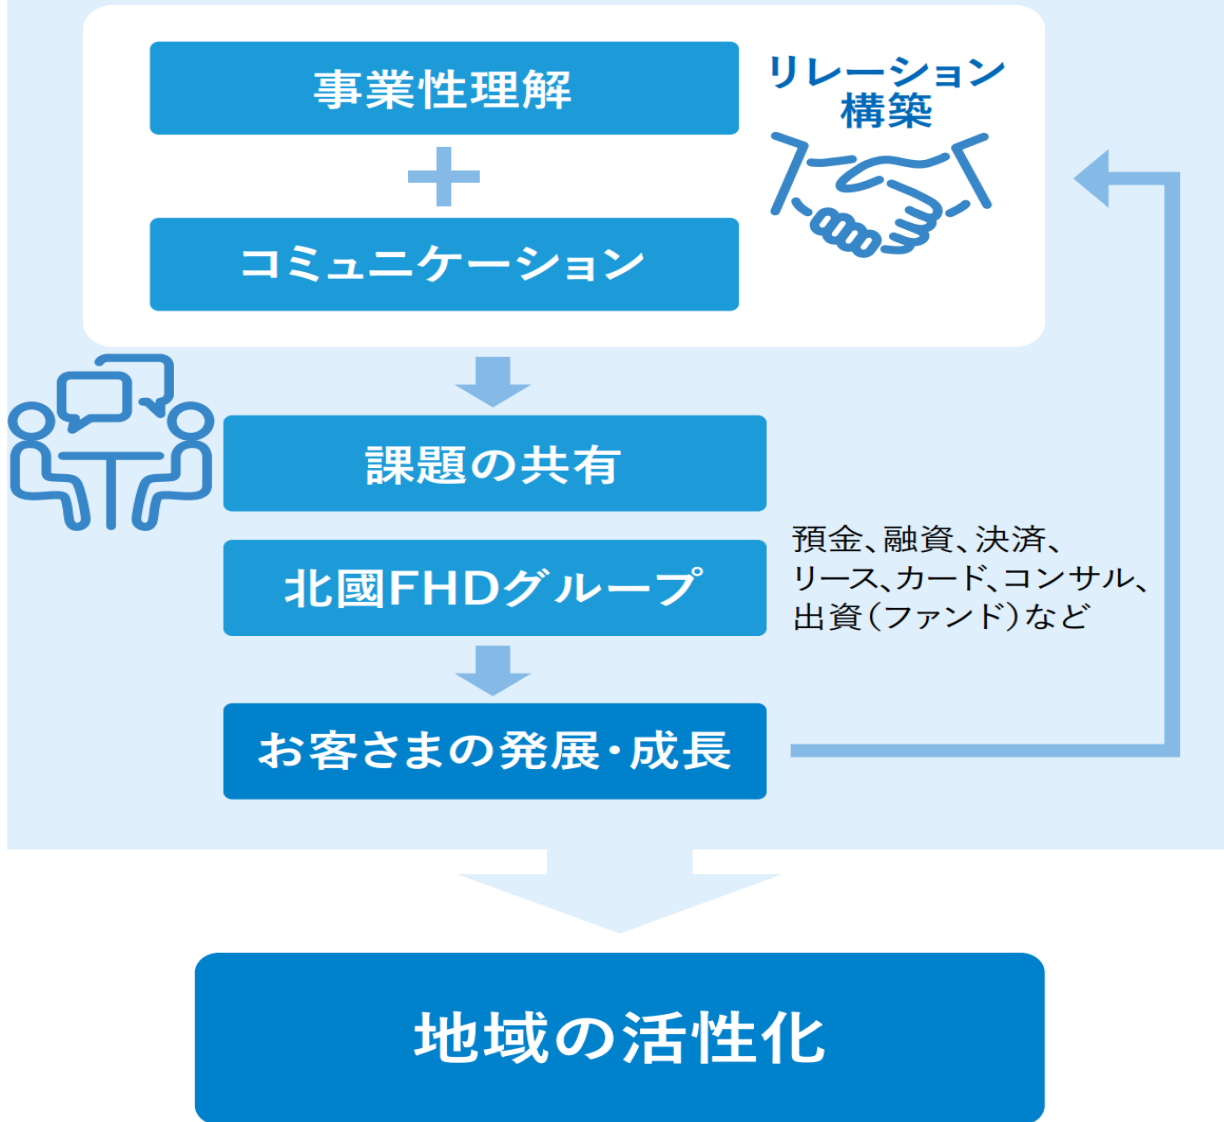 事業性理解
リレーション
構築
コミュニケーション
課題の共有
北國FHDグループ
預金、融資、決済、
リース、カード、コンサル、
出資（ファンド）など
お客さまの発展・成長
地域の活性化